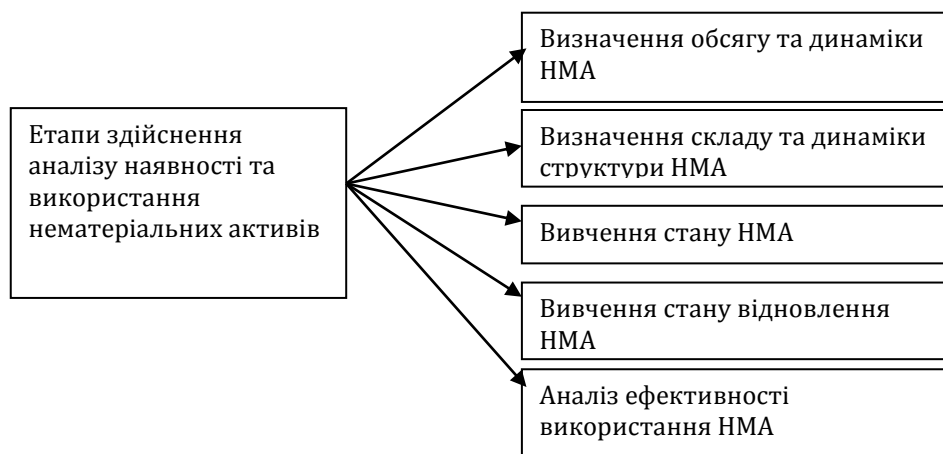 Етапи здійснення
аналізу наявності та
використання
нематеріальних активів
Визначення обсягу та динаміки
НМА
Визначення складу та динаміки
структури НМА
Вивчення стану НМА
Вивчення стану відновлення
НМА
Аналіз ефективності
використання НМА